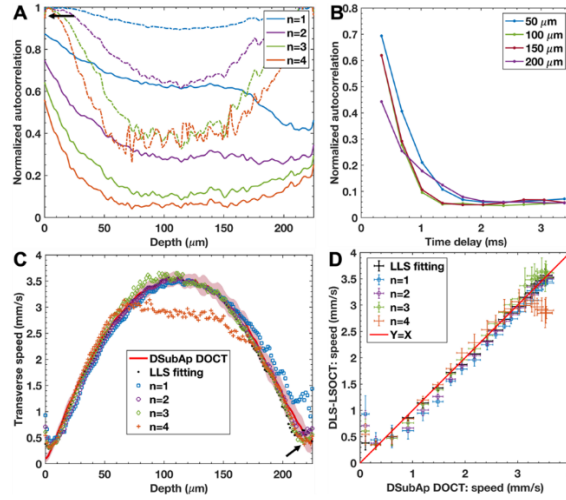 A
Normalized autocorrelation
1
0.8
0.6
0.4
0.2
0
0 50 100 150 200
Depth (μm)
n=1
n=2
n=3
n=4
B
Normalized autocorrelation
0.8
0.7
0.6
0.5
0.4
0.3
0.2
0.1
0
0 1 2 3
Time delay (ms)
50 μm
100 μm
150 μm
200 μm
C
Transverse speed (mm/s)
4
3.5
3
2.5
2
1.5
1
0.5
0
0 50 100 150 200
Depth (μm)
DSubAp DOCT
LLS fitting
n=1
n=2
n=3
n=4
D
DLS-LSOCT: speed (mm/s)
4
3.5
3
2.5
2
1.5
1
0.5
0
0 1 2 3 4
DSubAp DOCT: speed (mm/s)
LLS fitting
n=1
n=2
n=3
n=4
Y=X